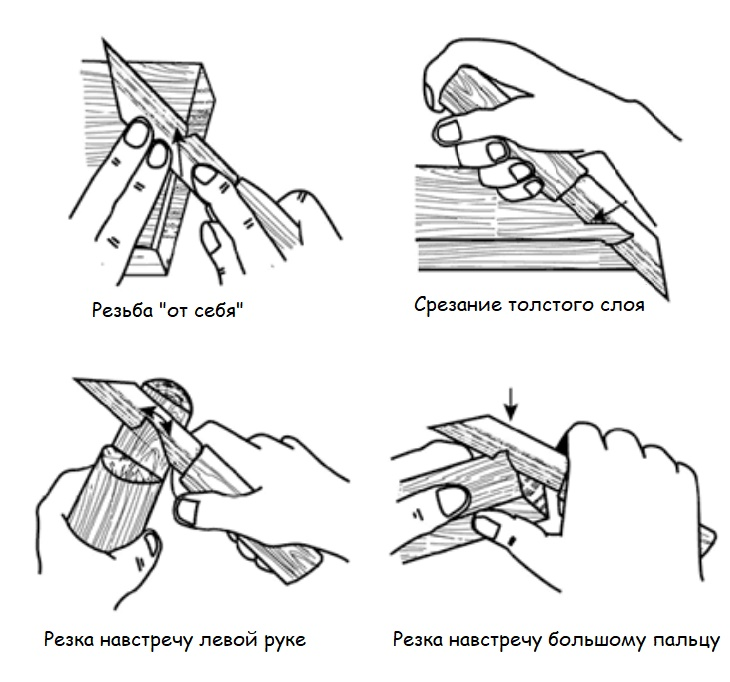 Резьба "от себя"
Срезание толстого слоя
Резка навстречу левой руке
Резка навстречу большому пальцу